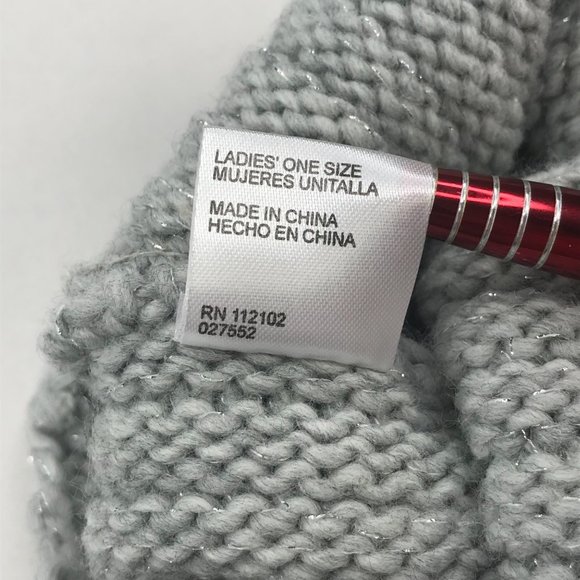 LADIES' ONE SIZE
MUJERES UNITALLA
MADE IN CHINA
HECHO EN CHINA
RN 112102
027552